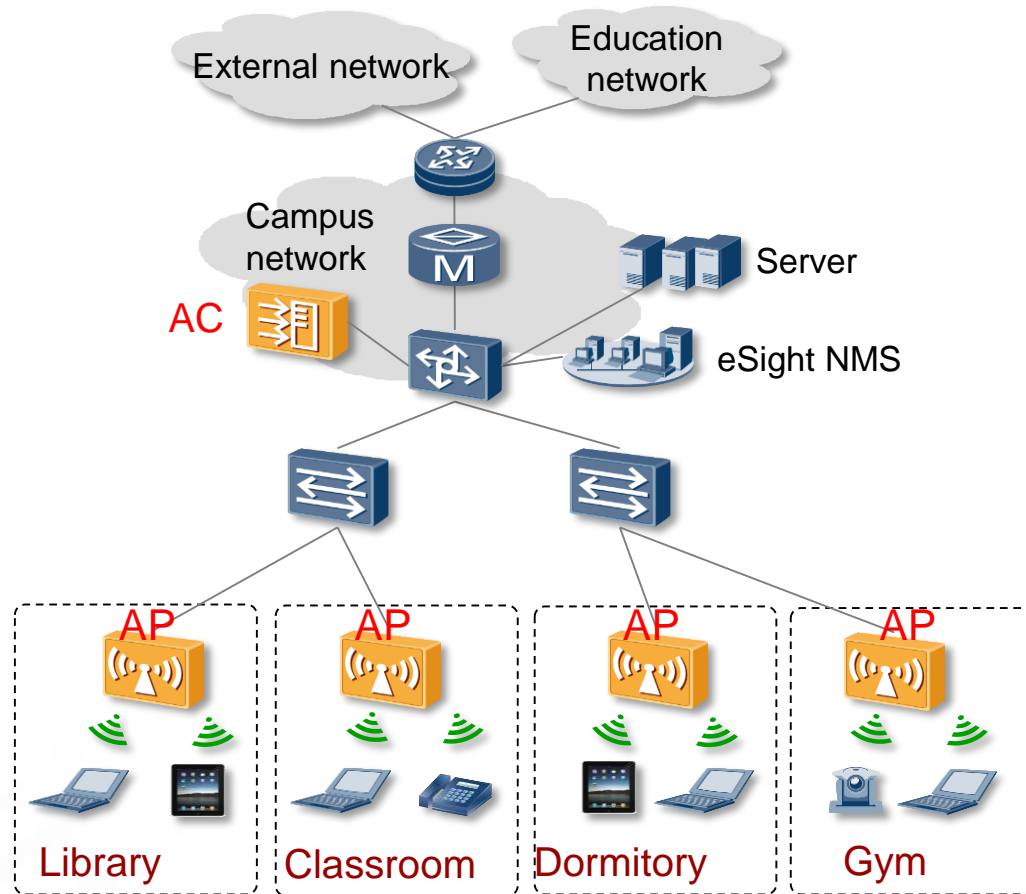 External network
Education
network
Campus
network
M
Server
AC
eSight NMS
AP
AP
AP
AP
Library
Classroom
Dormitory
Gym